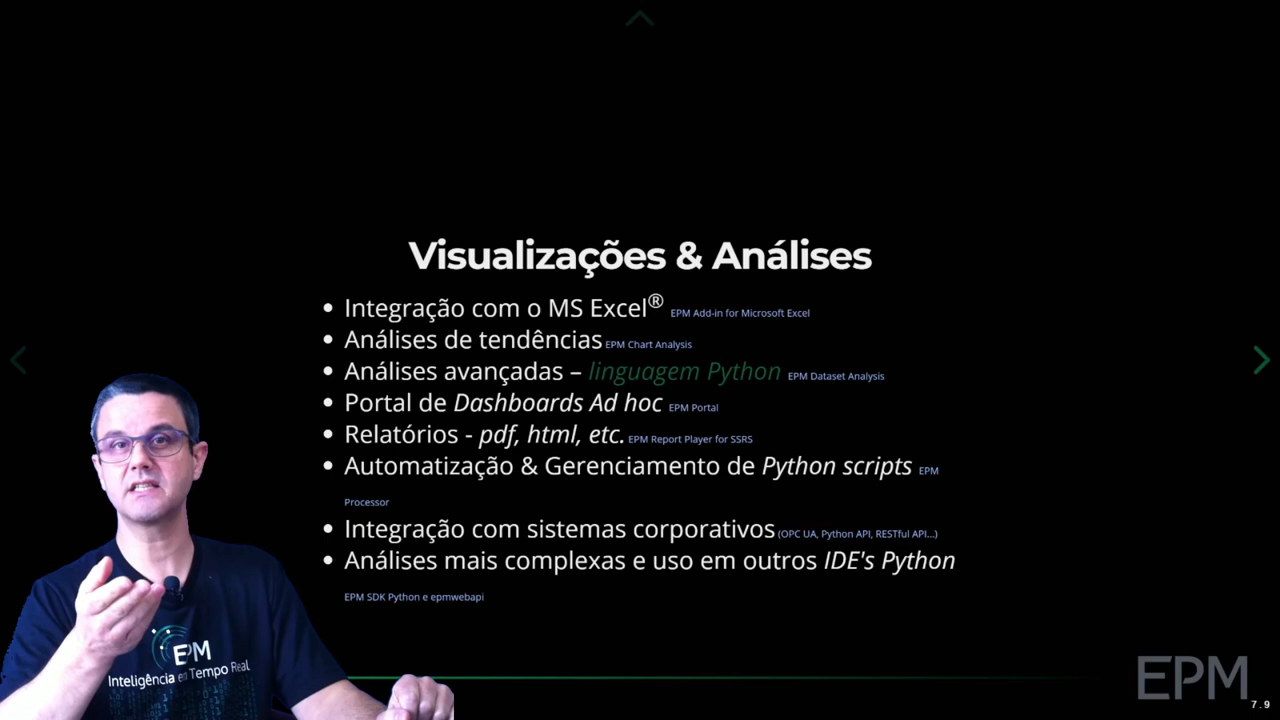 Visualizações & Análises
• Integração com o MS Excel® EPM Add-in for Microsoft Excel
• Análises de tendências EPM Chart Analysis
• Análises avançadas – linguagem Python EPM Dataset Analysis
• Portal de Dashboards Ad hoc EPM Portal
• Relatórios - pdf, html, etc. EPM Report Player for SSRS
• Automatização & Gerenciamento de Python scripts EPM
Processor
• Integração com sistemas corporativos (OPC UA, Python API, RESTful API...)
• Análises mais complexas e uso em outros IDE's Python
EPM SDK Python e epmwebapi
EPM
Inteligência em Tempo Real
EPM
7.9